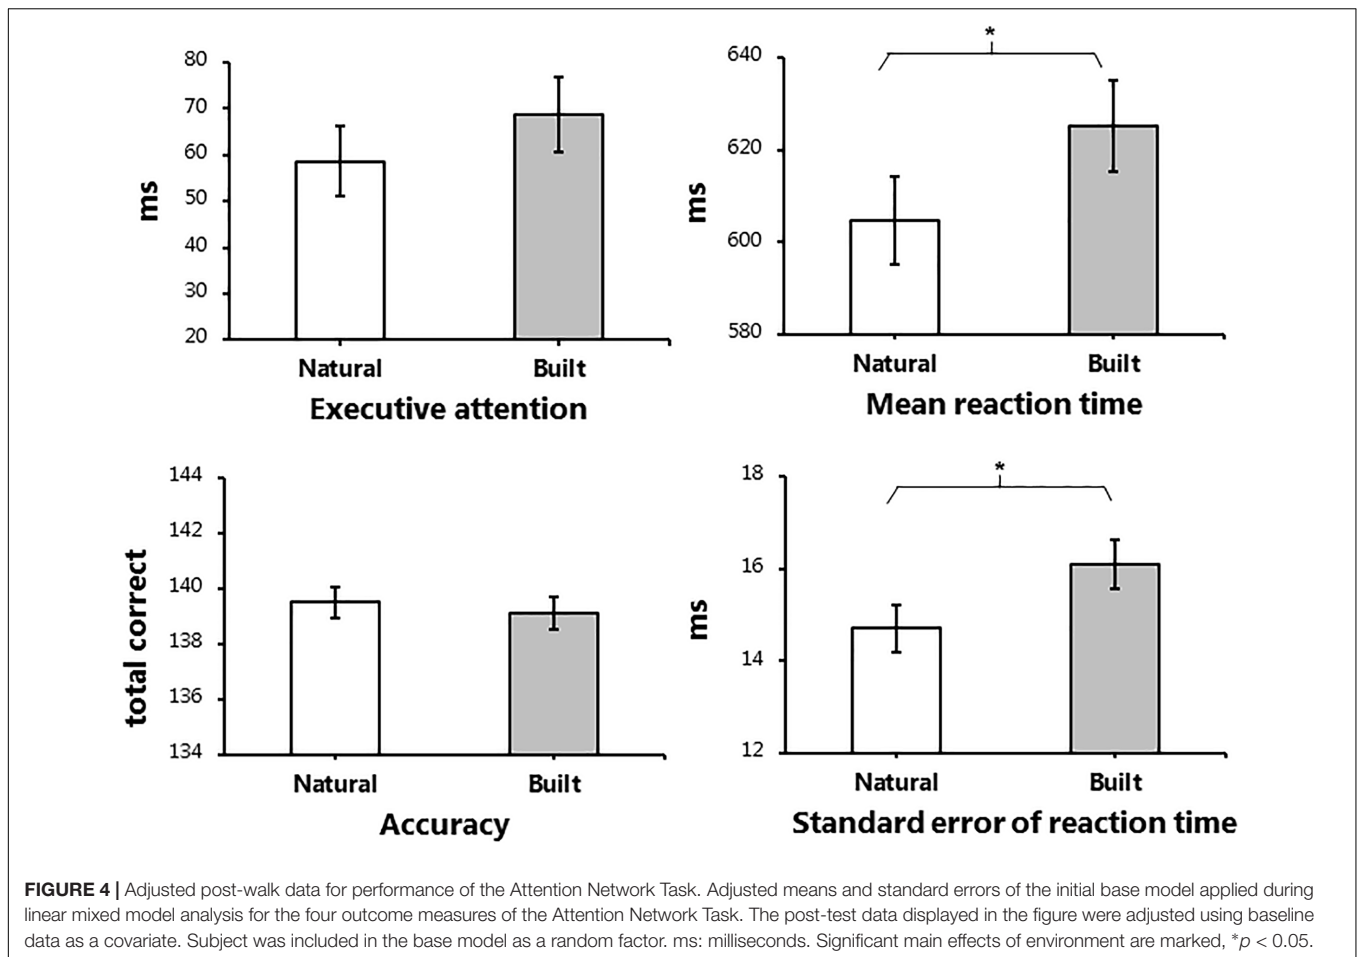 80
70
60
50
40
30
20
ms
Natural Built
Executive attention
*
640
620
600
580
ms
Natural Built
Mean reaction time
144
142
140
138
136
134
total correct
Natural Built
Accuracy
*
18
16
14
12
ms
Natural Built
Standard error of reaction time
FIGURE 4 | Adjusted post-walk data for performance of the Attention Network Task. Adjusted means and standard errors of the initial base model applied during
linear mixed model analysis for the four outcome measures of the Attention Network Task. The post-test data displayed in the figure were adjusted using baseline
data as a covariate. Subject was included in the base model as a random factor. ms: milliseconds. Significant main effects of environment are marked, *p < 0.05.